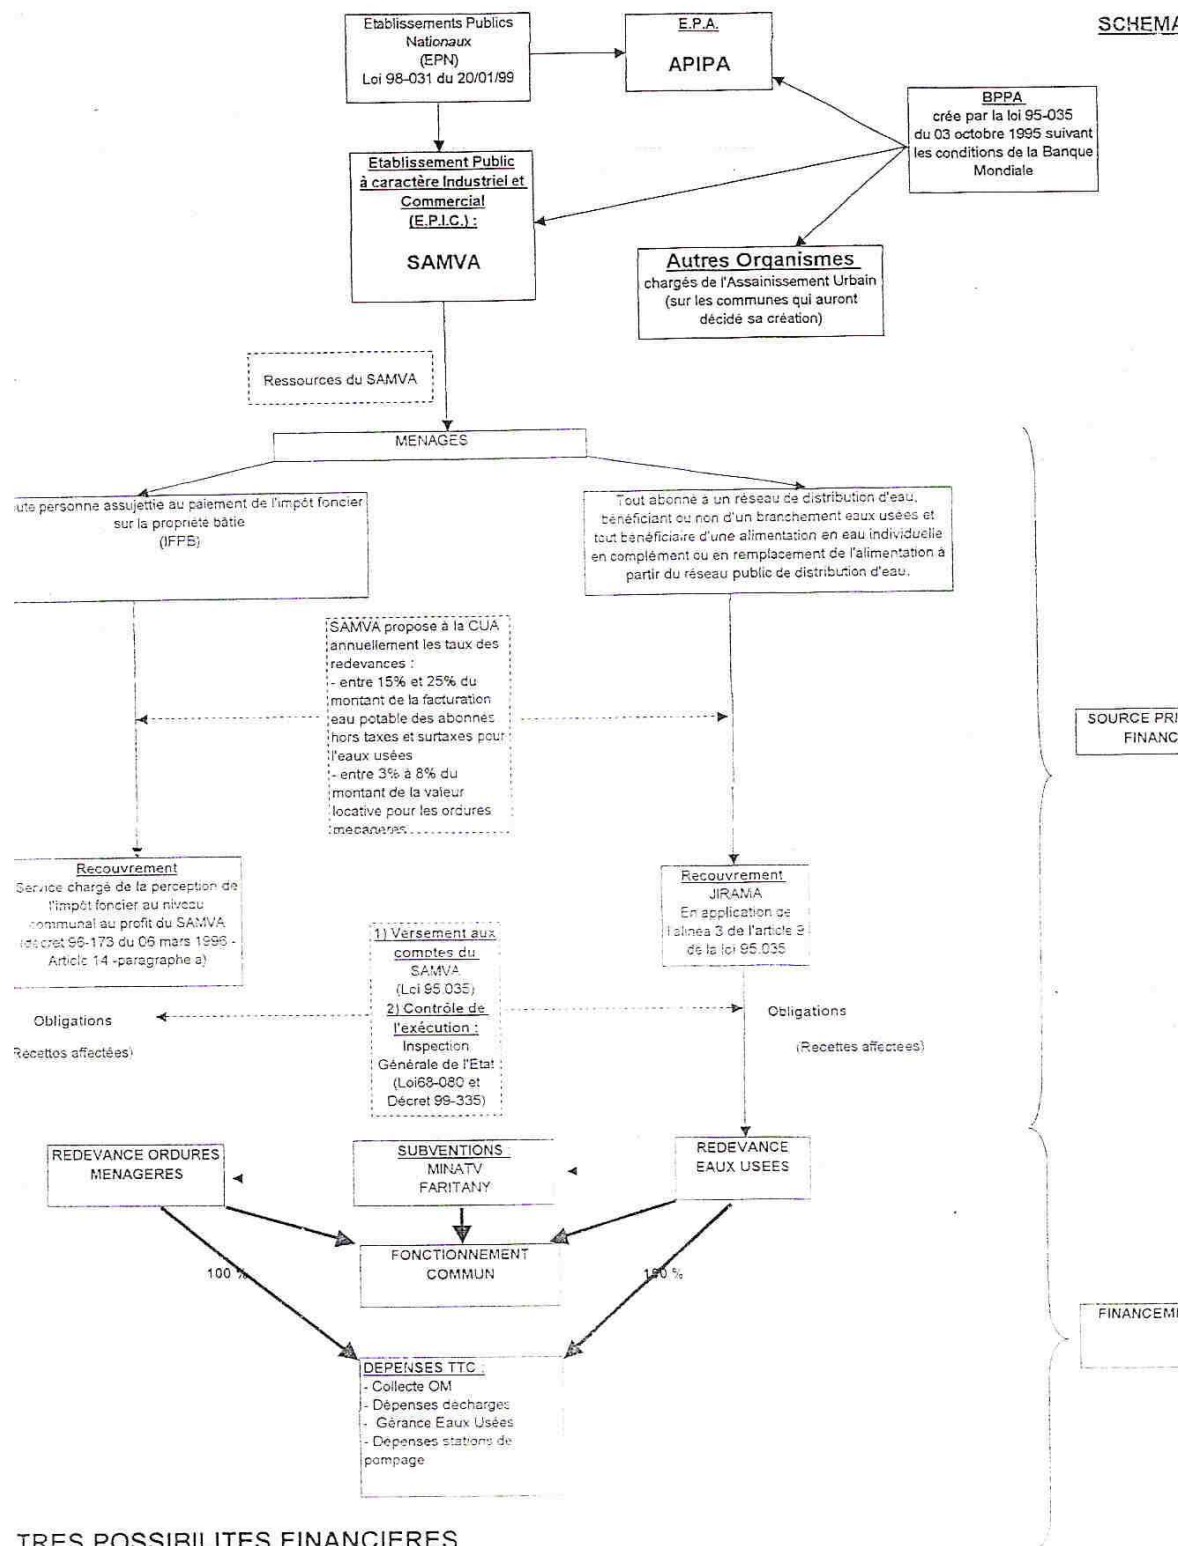 Etablissements Publics
Nationaux
(EPN)
Loi 98-031 du 20/01/99
E.P.A.
APIPA
SCHEMA
BPPA
crée par la loi 95-035
du 03 octobre 1995 suivant
les conditions de la Banque
Mondiale
Etablissement Public
à caractère Industriel et
Commercial
(E.P.I.C.) :
SAMVA
Autres Organismes
chargés de l'Assainissement Urbain
(sur les communes qui auront
décidé sa création)
Ressources du SAMVA
MENAGES
personne assujettie au paiement de l'impôt foncier
sur la propriété bâtie
(IFPB)
Tout abonné à un réseau de distribution d'eau,
bénéficiant ou non d'un branchement eaux usées et
tout bénéficiaire d'une alimentation en eau individuelle
en complément ou en remplacement de l'alimentation à
partir du réseau public de distribution d'eau.
SAMVA propose à la CUA
annuellement les taux des
redevances :
- entre 15% et 25% du
montant de la facturation
eau potable des abonnés
hors taxes et surtaxes pour
l'eaux usées
- entre 3% à 8% du
montant de la valeur
locative pour les ordures
SOURCE
Recouvrement
Service chargé de la perception de
l'impôt foncier au niveau
communal au profit du SAMVA
(décret 96-173 du 06 mars 1996 -
Article 14 -paragraphe a)
Recouvrement
JIRAMA
En application de
l'alinéa 3 de l'article 9
de la loi 95.035
1) Versement aux
comptes du
SAMVA
(Loi 95.035)
2) Contrôle de
l'exécution :
Inspection
Générale de l'Etat :
(Loi68-080 et
Décret 99-335)
Obligations
(Recettes affectées)
Obligations
(Recettes affectées)
REDEVANCE ORDURES
MENAGERES
SUBVENTIONS :
MINATV
FARITANY
REDEVANCE
EAUX USEES
FONCTIONNEMENT
COMMUN
100 %
FINANCEME
DEPENSES TTC :
- Collecte OM
- Dépenses décharges
- Gérance Eaux Usées
- Dépenses stations de
pompage
TRES POSSIBILITES FINANCIERES